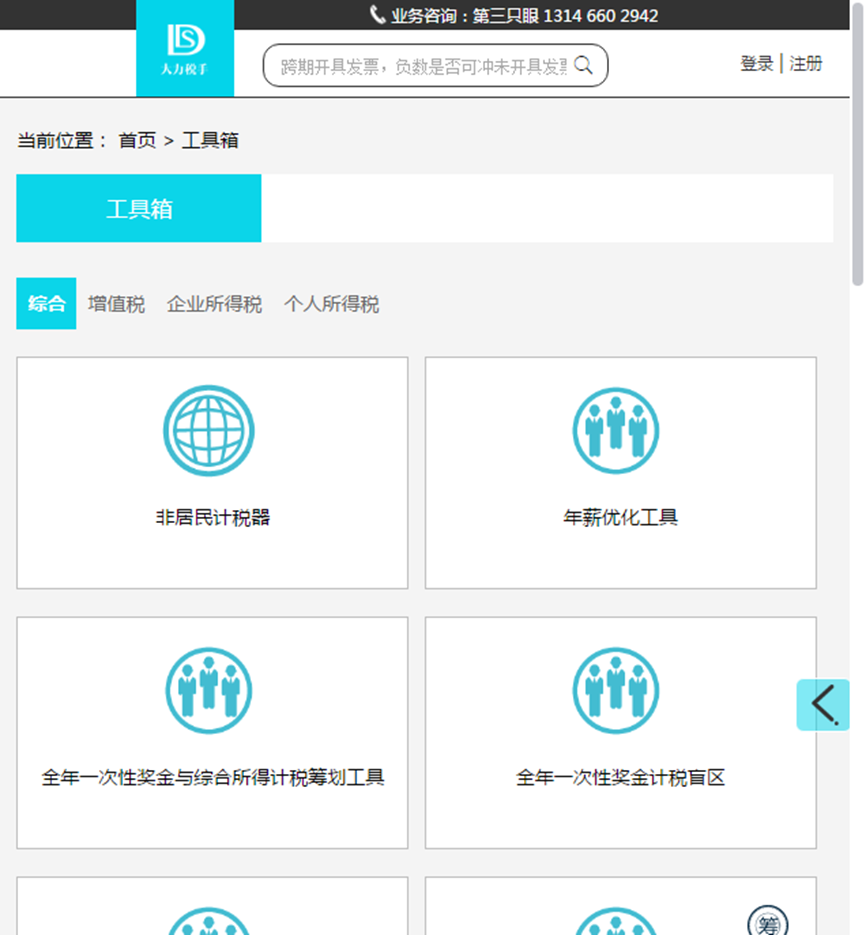 业务咨询：第三只眼 1314 660 2942
大力税手
跨期开具发票，负数是否可冲未开具发票
登录 | 注册
当前位置： 首页 > 工具箱
工具箱
综合 增值税 企业所得税 个人所得税
非居民计税器 年薪优化工具
全年一次性奖金与综合所得计税筹划工具 全年一次性奖金计税盲区
筹